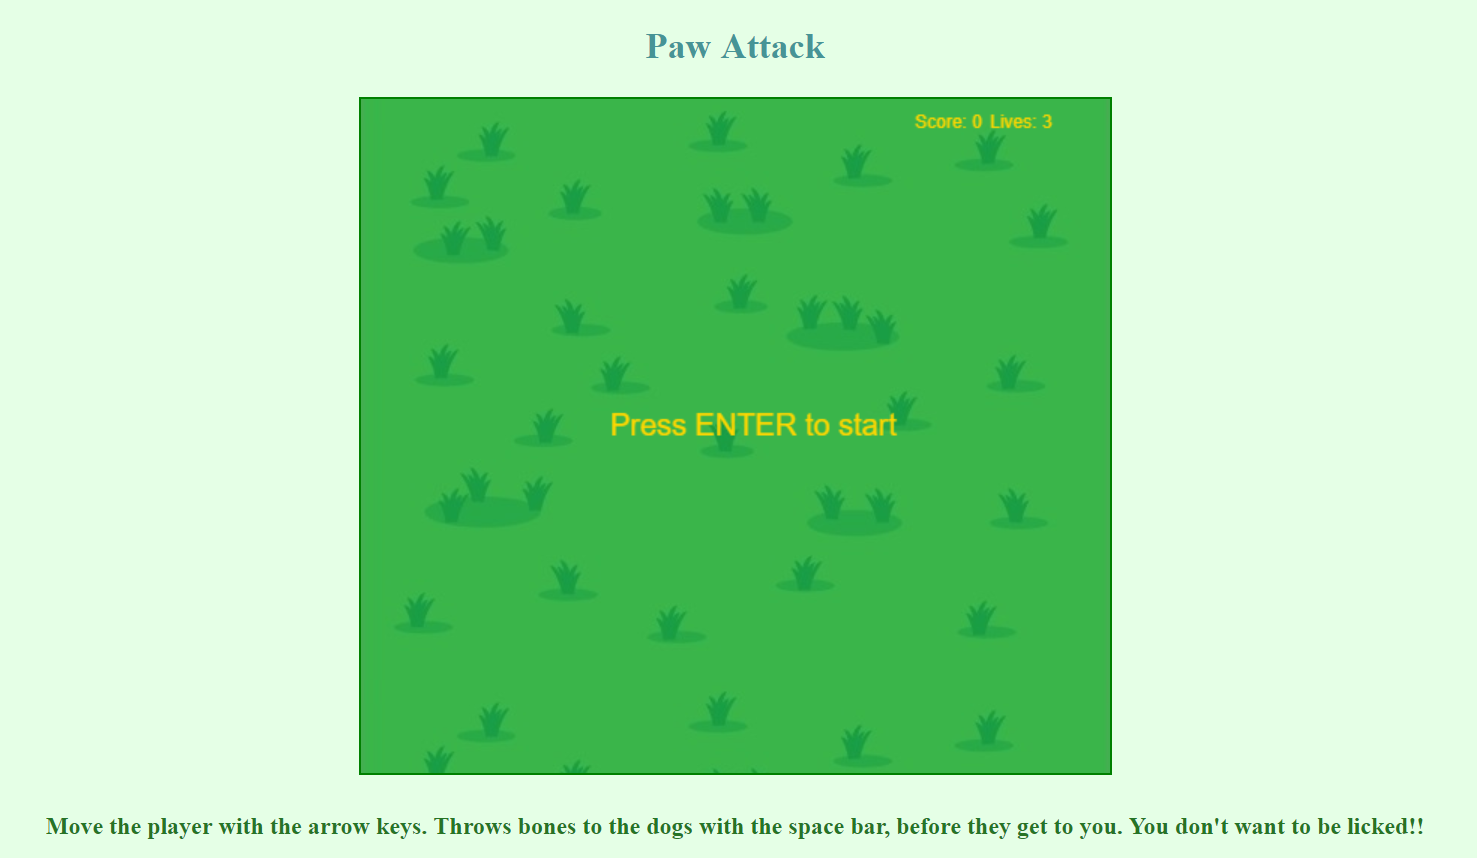 Paw Attack
Score: 0 Lives: 3
Press ENTER to start
Move the player with the arrow keys. Throws bones to the dogs with the space bar, before they get to you. You don't want to be licked!!